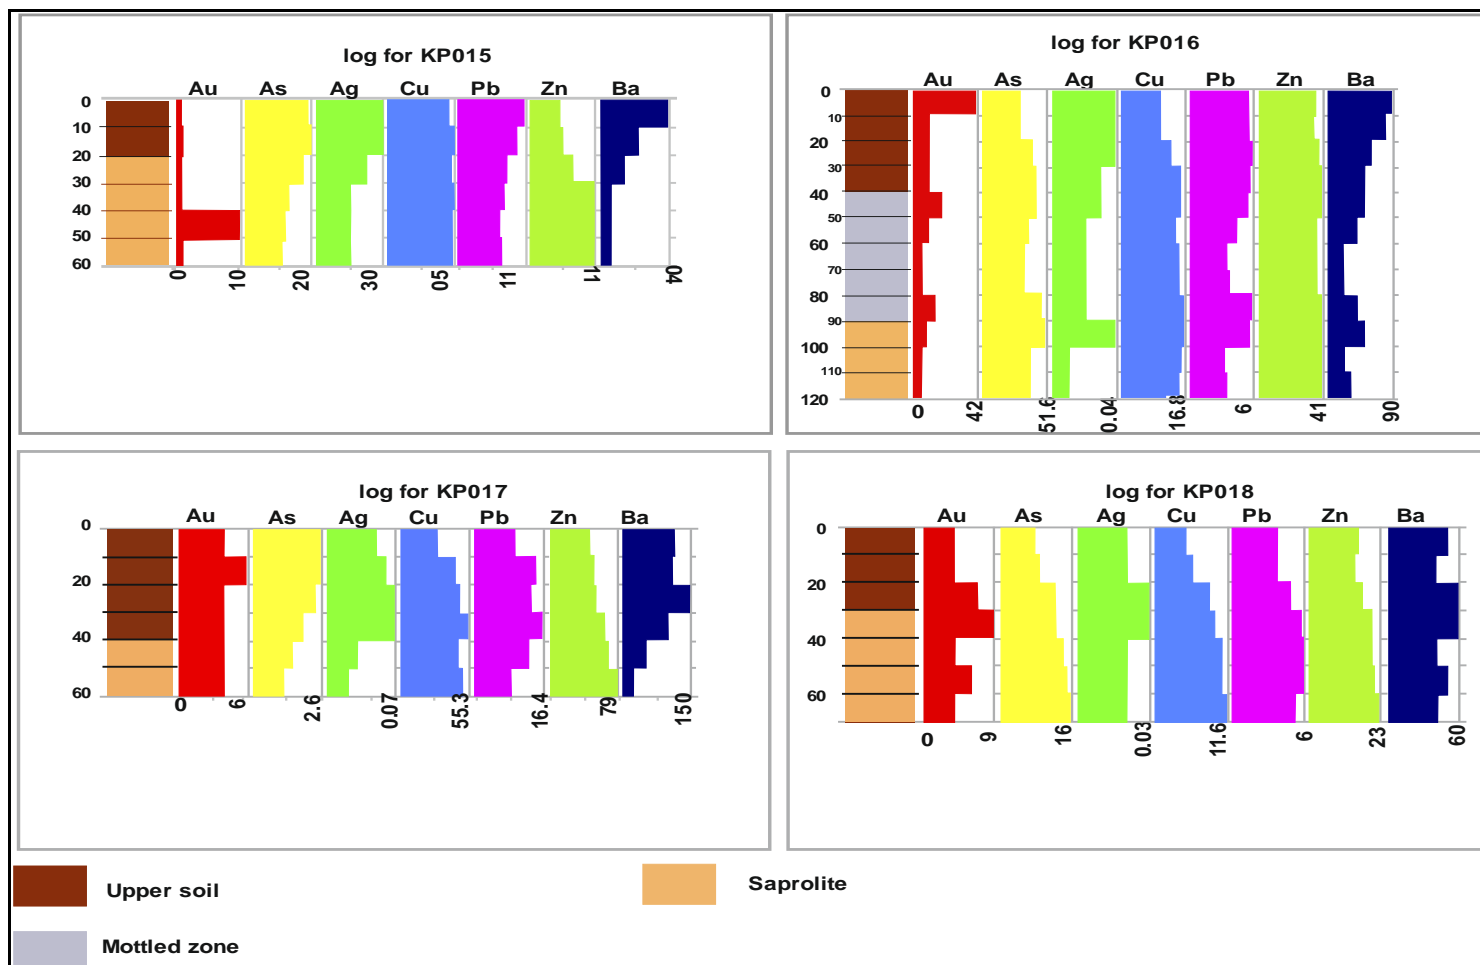 log for KP015
Au As Ag Cu Pb Zn Ba
0
10
20
30
40
50
60
0 10 20 30 05 11 11 04
log for KP016
Au As Ag Cu Pb Zn Ba
0
10
20
30
40
50
60
70
80
90
100
110
120
0 42 51.6 0.04 16.8 6 41 90
log for KP017
Au As Ag Cu Pb Zn Ba
0
20
40
60
0 6 2.6 0.07 55.3 16.4 79 150
log for KP018
Au As Ag Cu Pb Zn Ba
0
20
40
60
0 9 16 0.03 11.6 6 23 60
Upper soil
Saprolite
Mottled zone